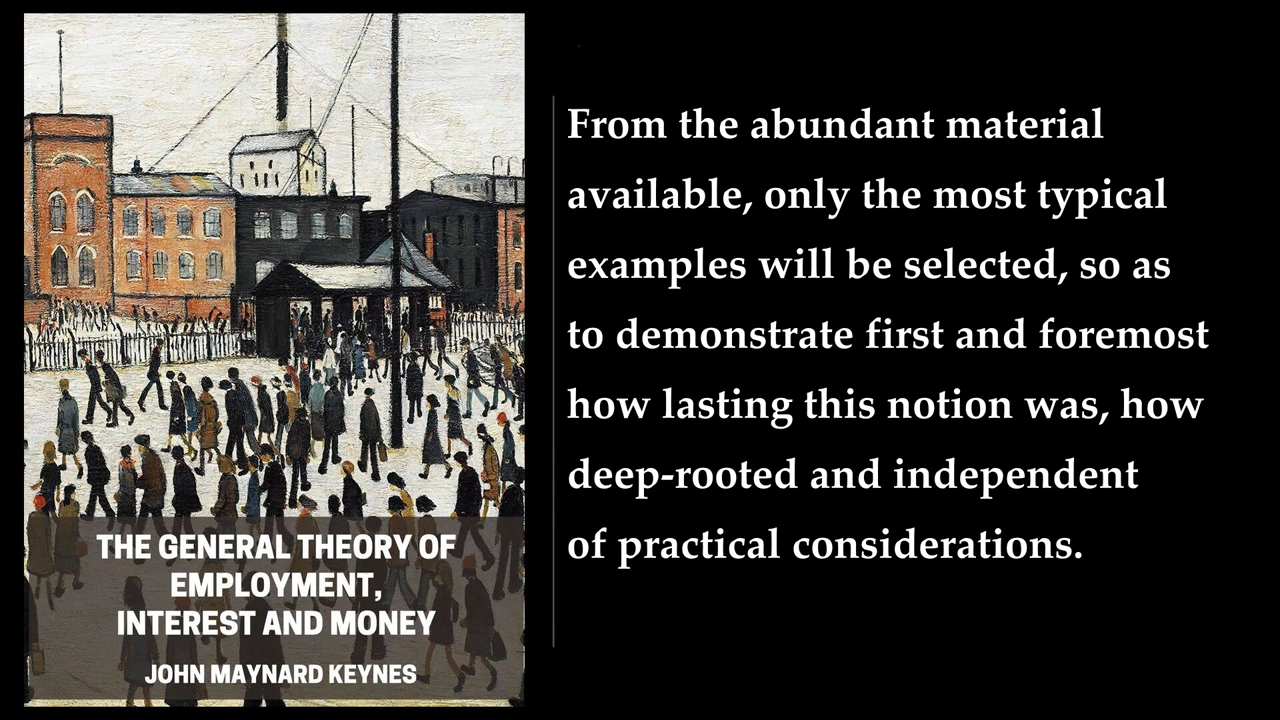 THE GENERAL THEORY OF
EMPLOYMENT,
INTEREST AND MONEY
JOHN MAYNARD KEYNES
From the abundant material
available, only the most typical
examples will be selected, so as
to demonstrate first and foremost
how lasting this notion was, how
deep-rooted and independent
of practical considerations.